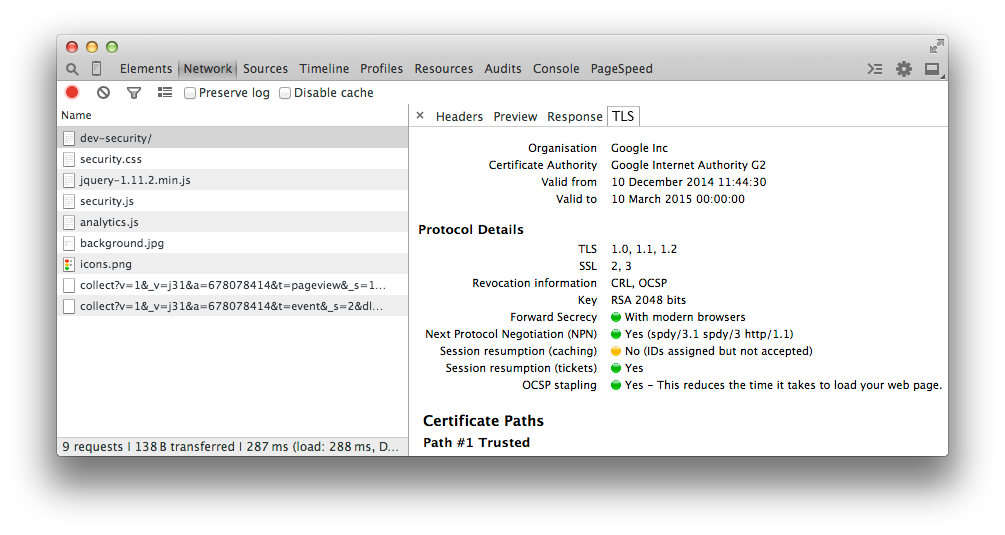 Elements Network Sources Timeline Profiles Resources Audits Console PageSpeed
Preserve log Disable cache
Name
dev-security/
security.css
jquery-1.11.2.min.js
security.js
analytics.js
background.jpg
icons.png
collect?v=1&_v=j31&a=678078414&t=pageview&_s=1...
collect?v=1&_v=j31&a=678078414&t=event&_s=2&dl...
9 requests | 138 B transferred | 287 ms (load: 288 ms, D...
× Headers Preview Response TLS
Organisation Google Inc
Certificate Authority Google Internet Authority G2
Valid from 10 December 2014 11:44:30
Valid to 10 March 2015 00:00:00
Protocol Details
TLS 1.0, 1.1, 1.2
SSL 2, 3
Revocation information CRL, OCSP
Key RSA 2048 bits
Forward Secrecy With modern browsers
Next Protocol Negotiation (NPN) Yes (spdy/3.1 spdy/3 http/1.1)
Session resumption (caching) No (IDs assigned but not accepted)
Session resumption (tickets) Yes
OCSP stapling Yes – This reduces the time it takes to load your web page.
Certificate Paths
Path #1 Trusted